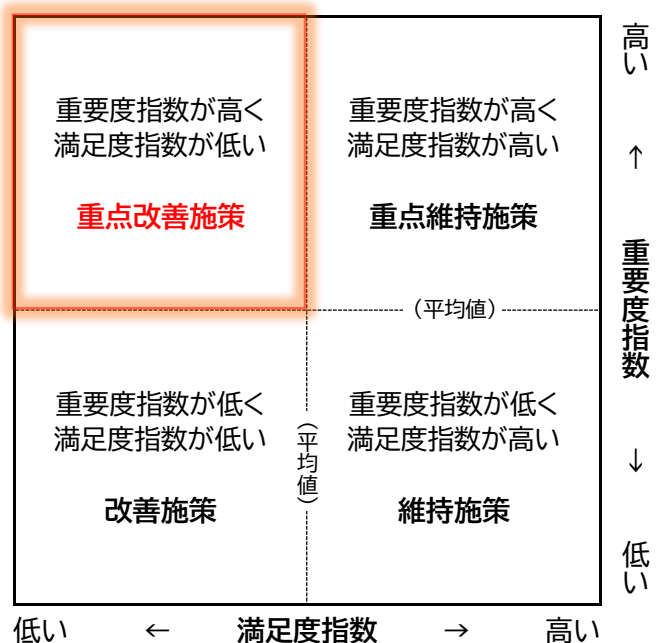 重要度指数が高く
満足度指数が低い
重点改善施策
重要度指数が高く
満足度指数が高い
重点維持施策
(平均値)
重要度指数が低く
満足度指数が低い
改善施策
(平均値)
重要度指数が低く
満足度指数が高い
維持施策
高い
↑
重要度指数
↓
低い
低い ← 満足度指数 → 高い